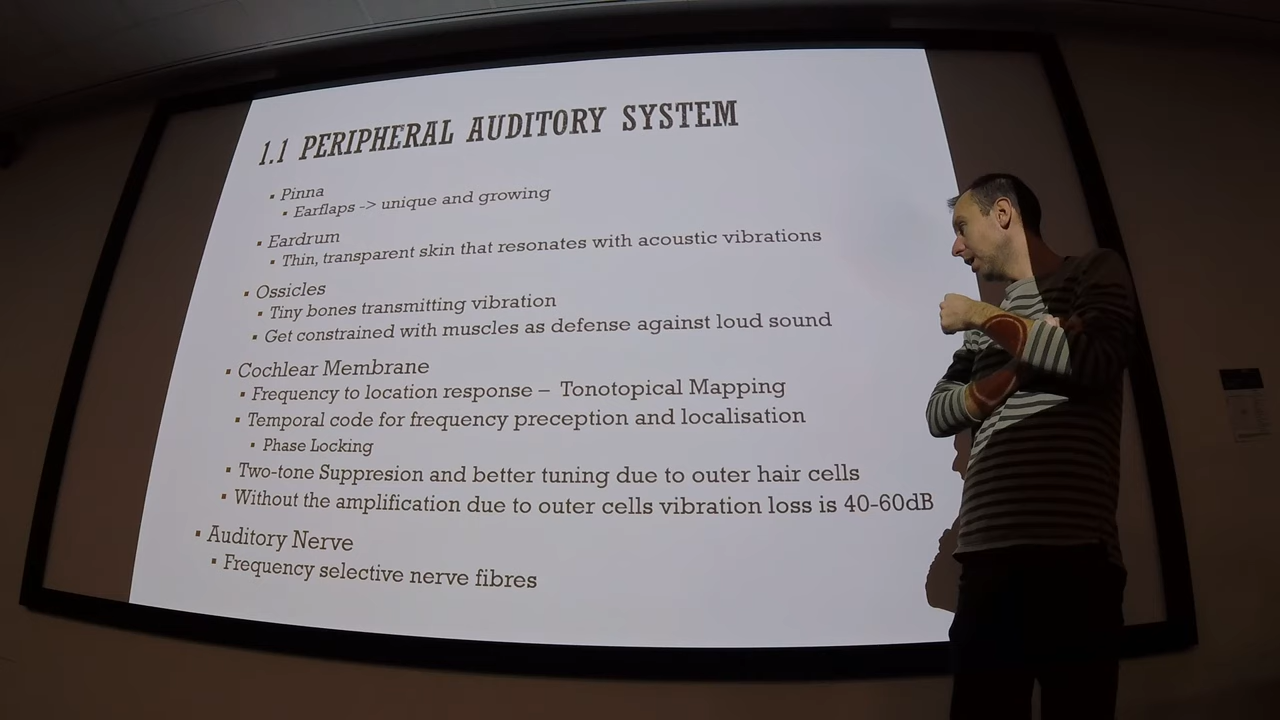 1.1 PERIPHERAL AUDITORY SYSTEM
▪ Pinna
▪ Earflaps -> unique and growing
▪ Eardrum
▪ Thin, transparent skin that resonates with acoustic vibrations
▪ Ossicles
▪ Tiny bones transmitting vibration
▪ Get constrained with muscles as defense against loud sound
▪ Cochlear Membrane
▪ Frequency to location response – Tonotopical Mapping
▪ Temporal code for frequency preception and localisation
▪ Phase Locking
▪ Two-tone Suppresion and better tuning due to outer hair cells
▪ Without the amplification due to outer cells vibration loss is 40-60dB
▪ Auditory Nerve
▪ Frequency selective nerve fibres